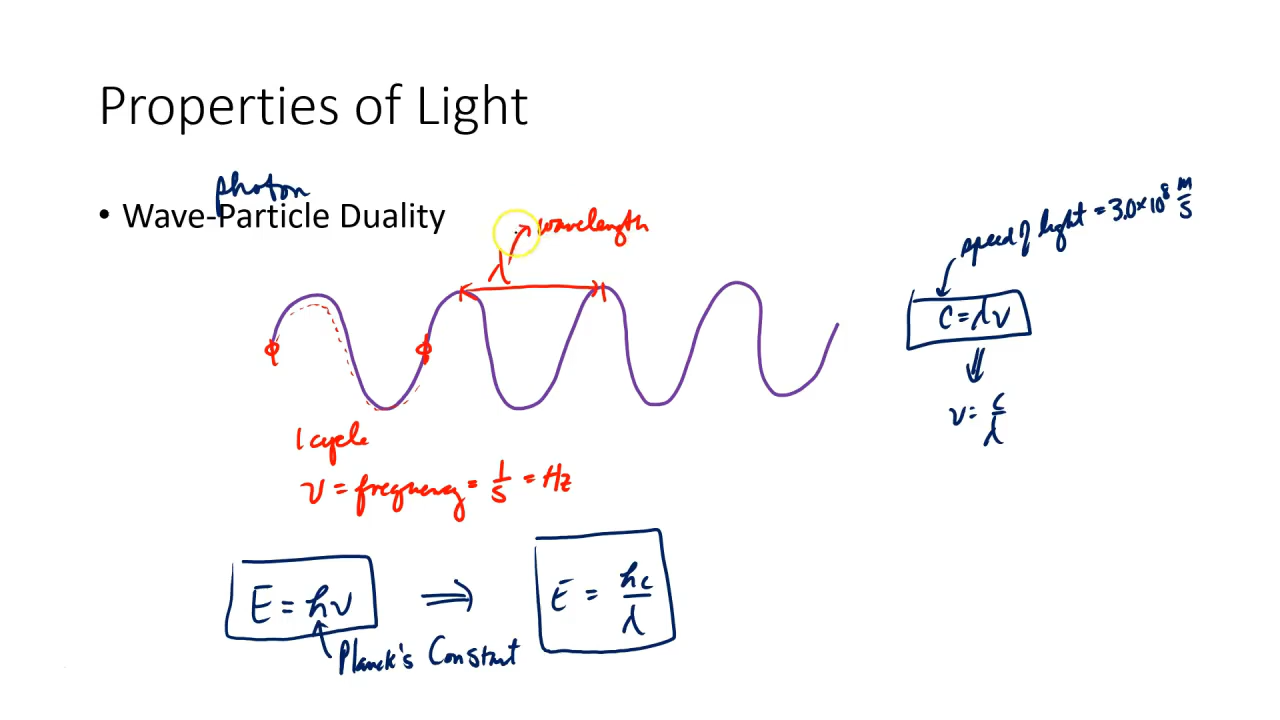 Properties of Light
photon
• Wave-Particle Duality
wavelength
λ
speed of light = 3.0×10⁸ m/s
c = λν
ν = c/λ
1 cycle
ν = frequency = 1/s = Hz
E = hν ⇒ E = hc/λ
Planck's Constant